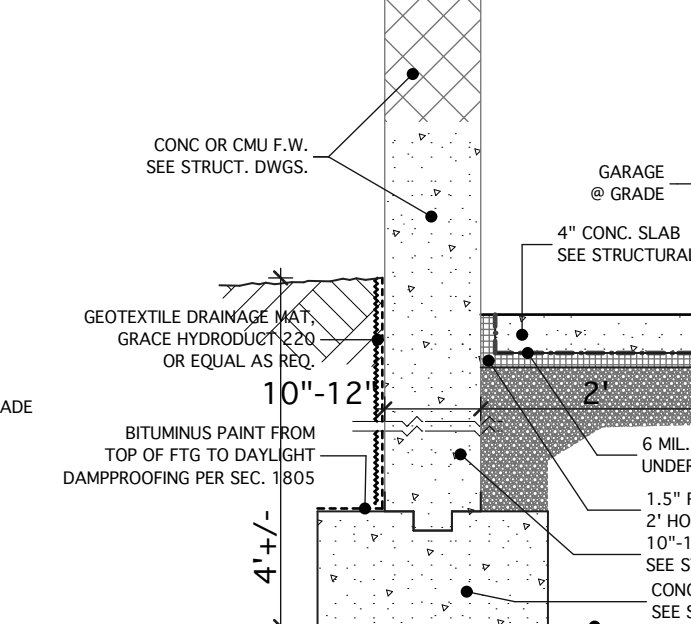 CONC OR CMU F.W.
SEE STRUCT. DWGS.
GARAGE
@ GRADE
4" CONC. SLAB
SEE STRUCTURAL
GEOTEXTILE DRAINAGE MAT,
GRACE HYDRODUCT 220
OR EQUAL AS REQ.
10"-12"
2'
ADE
BITUMINUS PAINT FROM
TOP OF FTG TO DAYLIGHT
DAMPPROOFING PER SEC. 1805
6 MIL.
UNDER
1.5" 
2' HO
10"-1
SEE S
CONC
SEE S
4'+/-